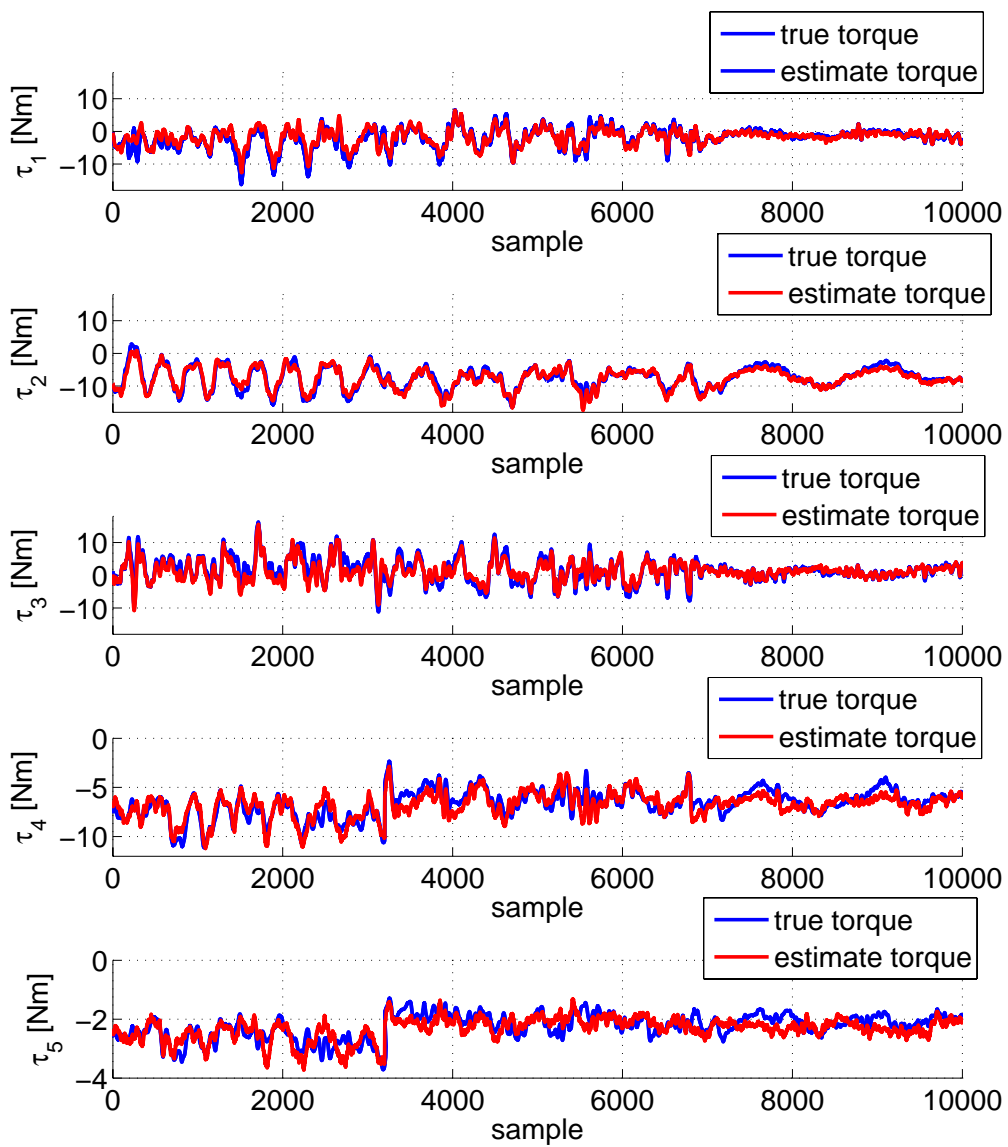 true torque
estimate torque
10
0
−10
τ1 [Nm]
0 2000 4000 6000 8000 10000
sample
true torque
estimate torque
10
0
−10
τ2 [Nm]
0 2000 4000 6000 8000 10000
sample
true torque
estimate torque
10
0
−10
τ3 [Nm]
0 2000 4000 6000 8000 10000
sample
true torque
estimate torque
0
−5
−10
τ4 [Nm]
0 2000 4000 6000 8000 10000
sample
true torque
estimate torque
0
−2
−4
τ5 [Nm]
0 2000 4000 6000 8000 10000
sample